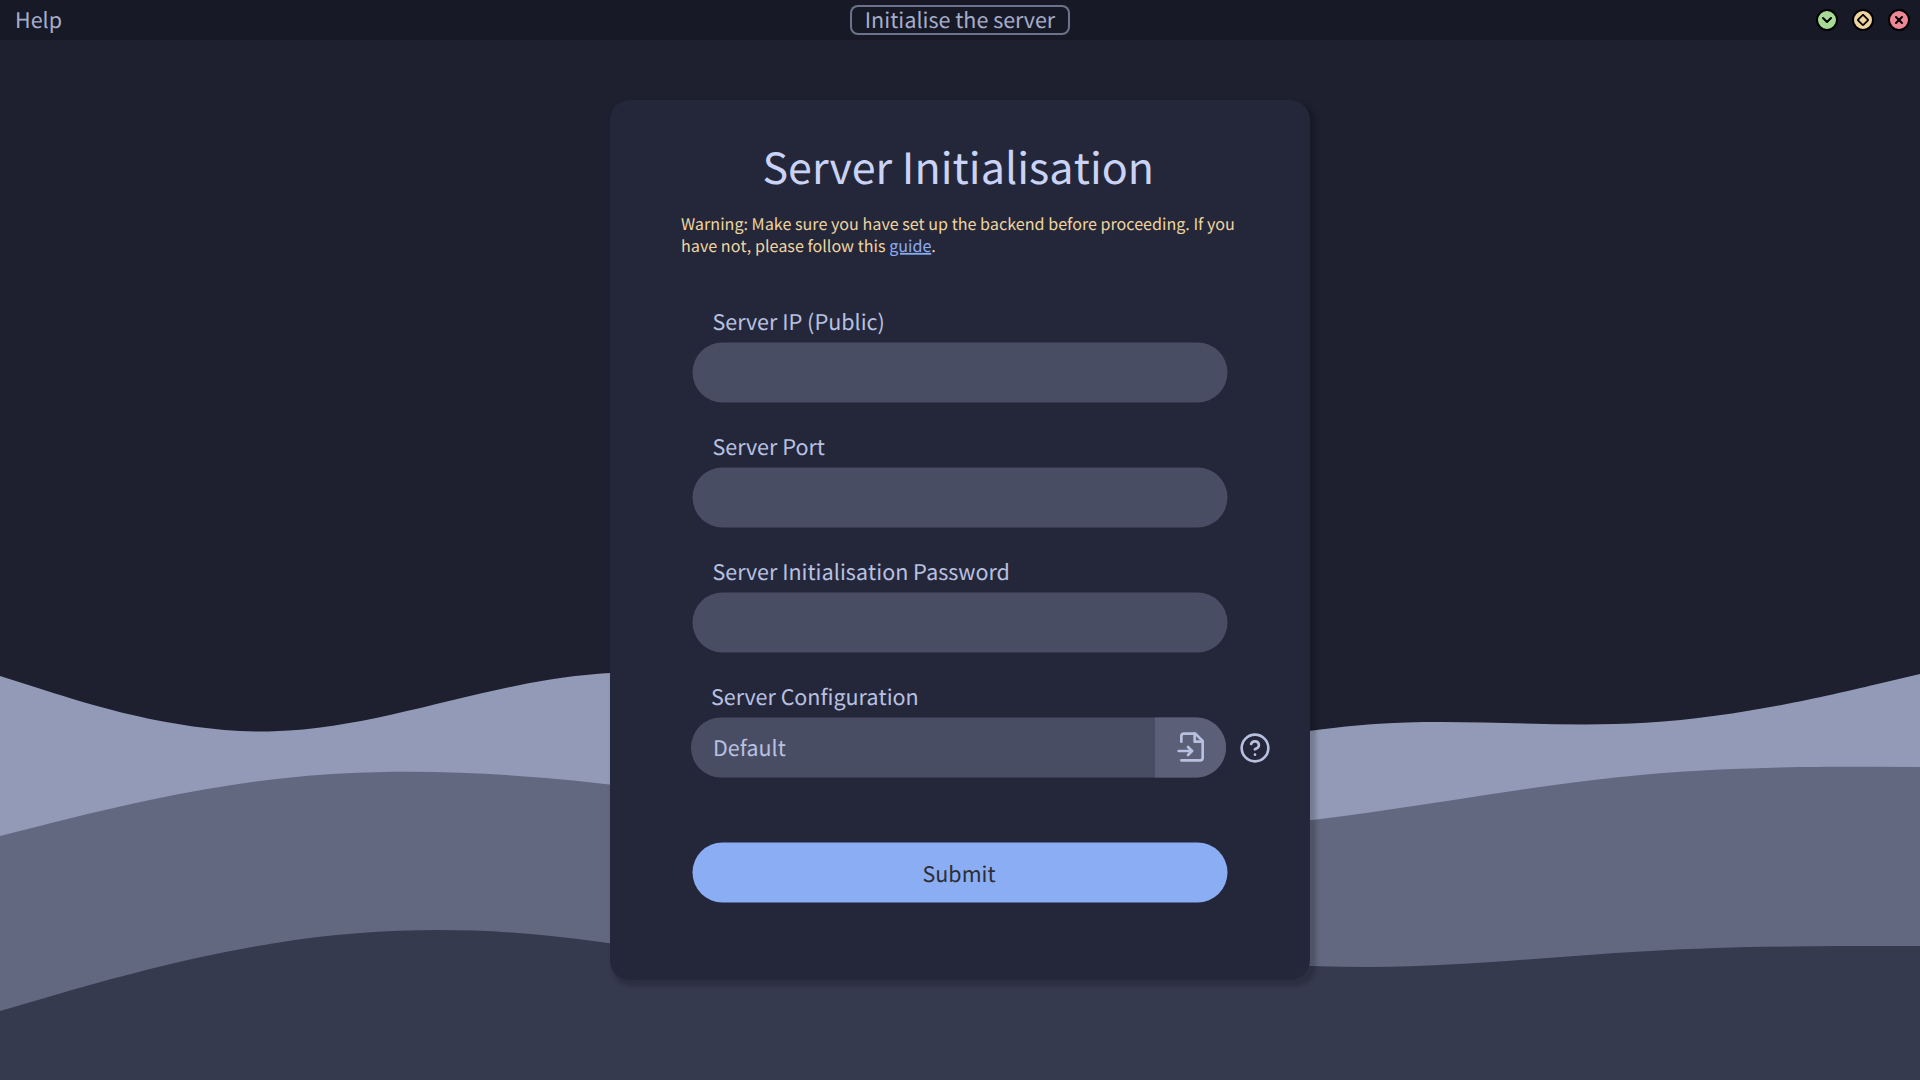 Help
Initialise the server
Server Initialisation
Warning: Make sure you have set up the backend before proceeding. If you
have not, please follow this guide.
Server IP (Public)
Server Port
Server Initialisation Password
Server Configuration
Default
Submit